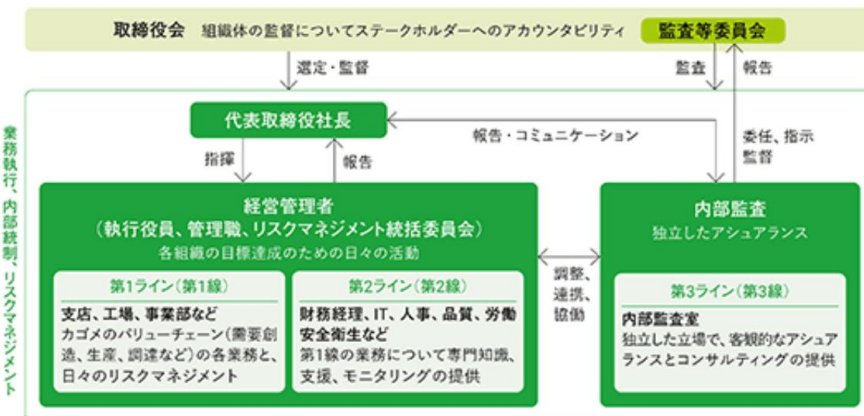 取締役会 組織体の監督についてステークホルダーへのアカウンタビリティ 監査等委員会
選定・監督
監査
報告
業務執行、内部統制、リスクマネジメント
代表取締役社長
報告・コミュニケーション
委任、指示
監督
指揮
報告
経営管理者
(執行役員、管理職、リスクマネジメント統括委員会)
各組織の目標達成のための日々の活動
第1ライン(第1線)
支店、工場、事業部など
カゴメのバリューチェーン(需要創
造、生産、調達など)の各業務と、
日々のリスクマネジメント
第2ライン(第2線)
財務経理、IT、人事、品質、労働
安全衛生など
第1線の業務について専門知識、
支援、モニタリングの提供
調整、
連携、
協働
内部監査
独立したアシュアランス
第3ライン(第3線)
内部監査室
独立した立場で、客観的なアシュア
ランスとコンサルティングの提供